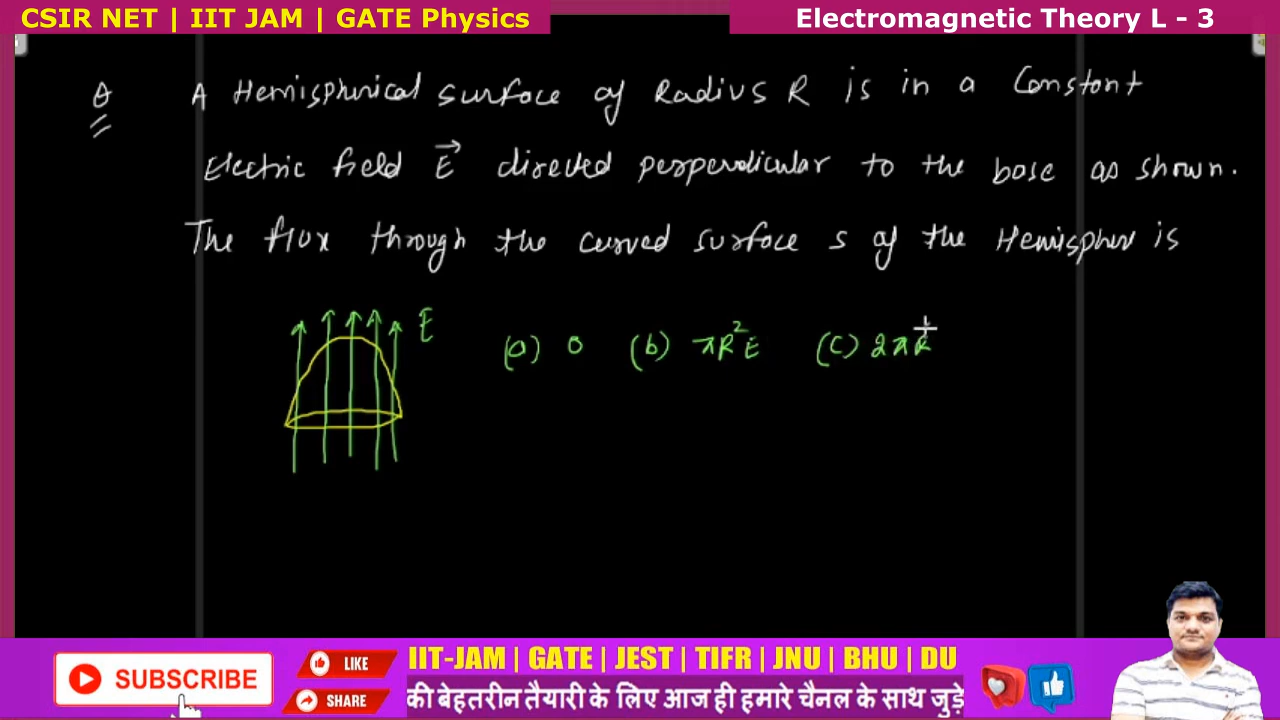 CSIR NET | IIT JAM | GATE Physics
Electromagnetic Theory L - 3
Q A Hemispherical surface of Radius R is in a Constant
Electric field E directed perpendicular to the base as shown.
The flux through the curved surface s of the Hemispher is
E (a) 0 (b) πR²E (c) 2πR
SUBSCRIBE
LIKE
SHARE
IIT-JAM | GATE | JEST | TIFR | JNU | BHU | DU
की बेहतरीन तैयारी के लिए आज ही हमारे चैनल के साथ जुड़े